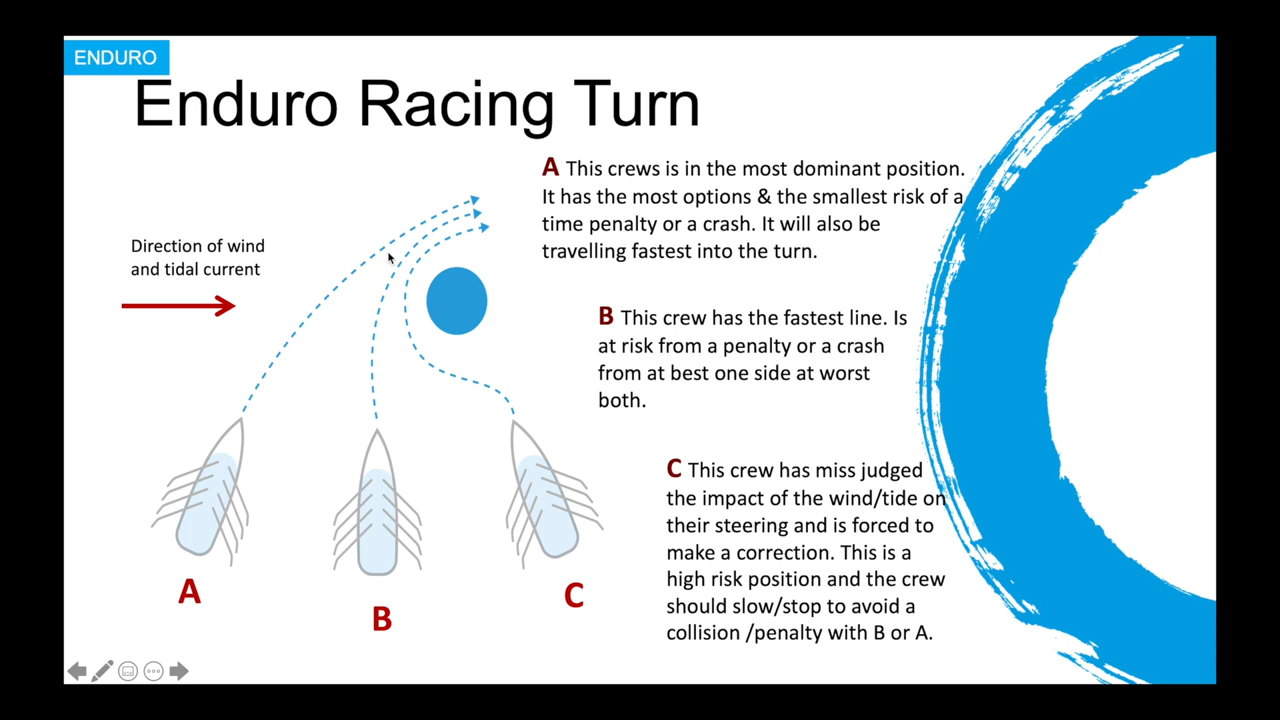 ENDURO
Enduro Racing Turn
A This crews is in the most dominant position.
It has the most options & the smallest risk of a
time penalty or a crash. It will also be
travelling fastest into the turn.
Direction of wind
and tidal current
B This crew has the fastest line. Is
at risk from a penalty or a crash
from at best one side at worst
both.
C This crew has miss judged
the impact of the wind/tide on
their steering and is forced to
make a correction. This is a
high risk position and the crew
should slow/stop to avoid a
collision /penalty with B or A.
A
B
C